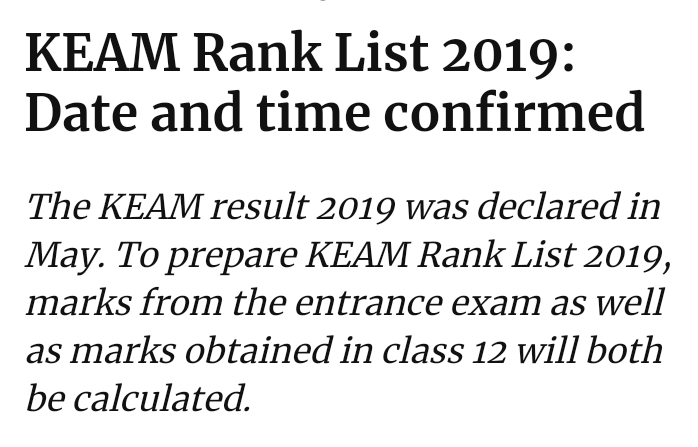 KEAM Rank List 2019:
Date and time confirmed
The KEAM result 2019 was declared in
May. To prepare KEAM Rank List 2019,
marks from the entrance exam as well
as marks obtained in class 12 will both
be calculated.